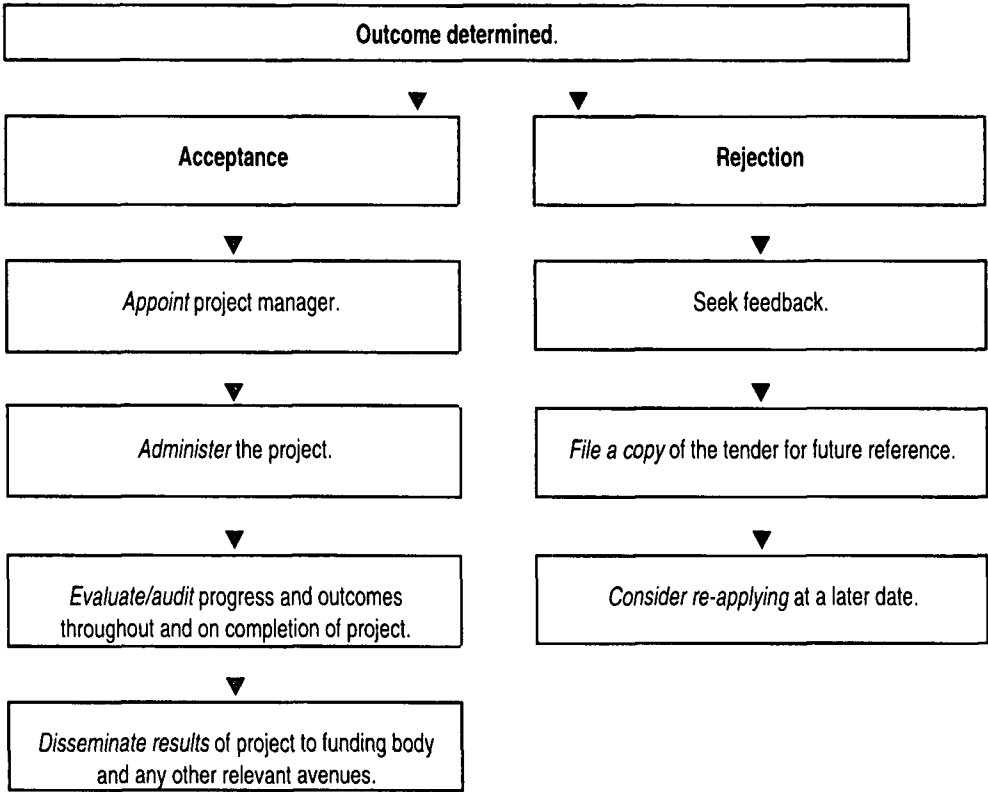 Outcome determined.
Acceptance
Rejection
Appoint project manager.
Seek feedback.
Administer the project.
File a copy of the tender for future reference.
Evaluate/audit progress and outcomes
throughout and on completion of project.
Consider re-applying at a later date.
Disseminate results of project to funding body
and any other relevant avenues.